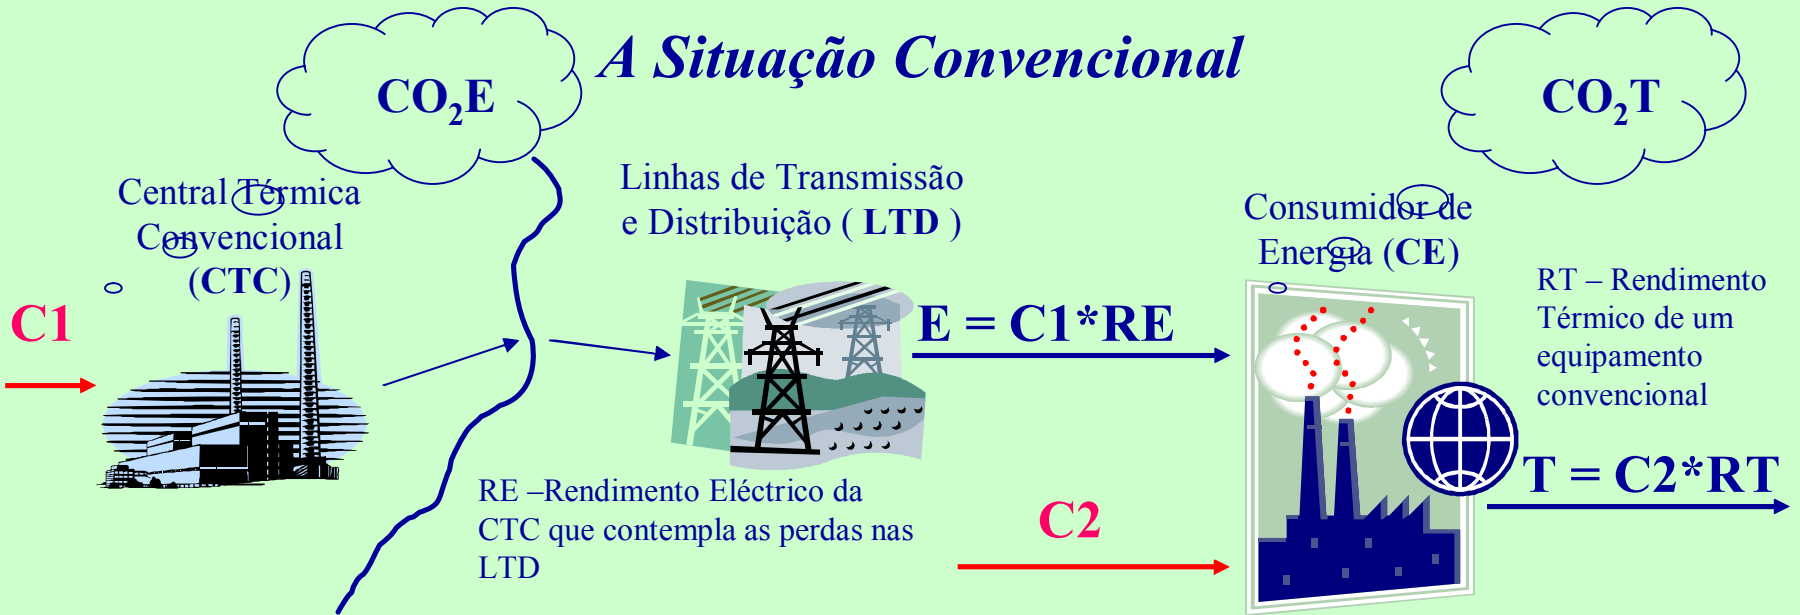 A Situação Convencional
CO₂E
CO₂T
Central Térmica
Convencional
(CTC)
Linhas de Transmissão
e Distribuição ( LTD )
Consumidor de
Energia (CE)
C1
E = C1*RE
RT – Rendimento
Térmico de um
equipamento
convencional
T = C2*RT
RE –Rendimento Eléctrico da
CTC que contempla as perdas nas
LTD
C2